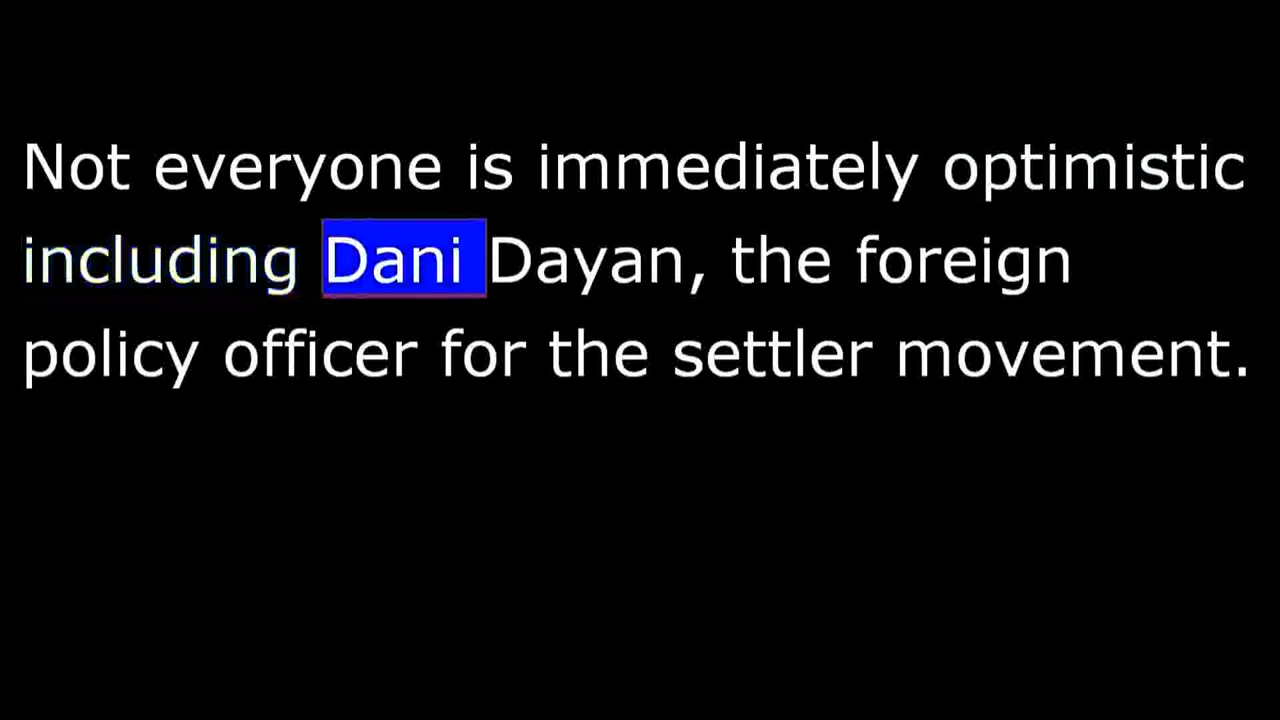 Not everyone is immediately optimistic
including Dani Dayan, the foreign
policy officer for the settler movement.